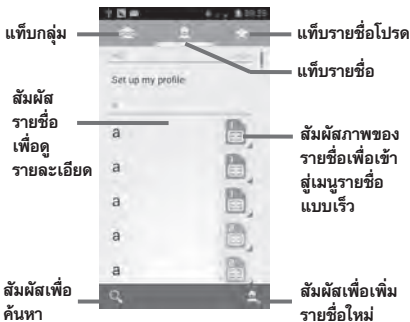 แท็บกลุ่ม
แท็บรายชื่อโปรด
แท็บรายชื่อ
Set up my profile
สัมผัส
รายชื่อ
เพื่อดู
รายละเอียด
a
a
a
a
a
สัมผัสภาพของ
รายชื่อเพื่อเข้า
สู่เมนูรายชื่อ
แบบเร็ว
สัมผัสเพื่อ
ค้นหา
สัมผัสเพื่อเพิ่ม
รายชื่อใหม่